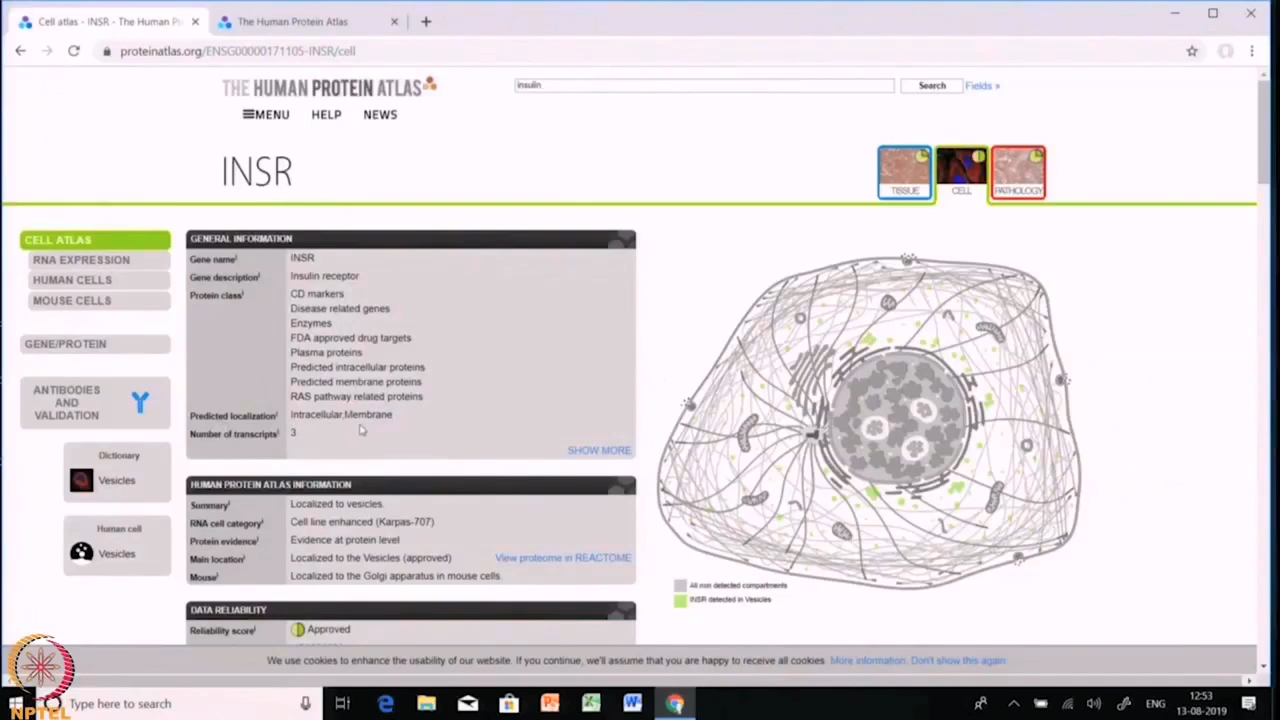 Cell atlas - INSR - The Human Pr
The Human Protein Atlas
proteinatlas.org/ENSG00000171105-INSR/cell
THE HUMAN PROTEIN ATLAS
insulin
Search
Fields »
MENU HELP NEWS
INSR
TISSUE
CELL
PATHOLOGY
CELL ATLAS
RNA EXPRESSION
HUMAN CELLS
MOUSE CELLS
GENE/PROTEIN
ANTIBODIES
AND
VALIDATION
Dictionary
Vesicles
Human cell
Vesicles
GENERAL INFORMATION
Gene name INSR
Gene description Insulin receptor
Protein class CD markers
Disease related genes
Enzymes
FDA approved drug targets
Plasma proteins
Predicted intracellular proteins
Predicted membrane proteins
RAS pathway related proteins
Predicted localization Intracellular,Membrane
Number of transcripts 3
SHOW MORE
HUMAN PROTEIN ATLAS INFORMATION
Summary Localized to vesicles.
RNA cell category Cell line enhanced (Karpas-707)
Protein evidence Evidence at protein level
Main location Localized to the Vesicles (approved) View proteome in REACTOME
Mouse Localized to the Golgi apparatus in mouse cells.
DATA RELIABILITY
Reliability score Approved
All non detected compartments
INSR detected in Vesicles
We use cookies to enhance the usability of our website. If you continue, we'll assume that you are happy to receive all cookies. More information. Don't show this again
Type here to search
ENG
12:53
13-08-2019
NPTEL